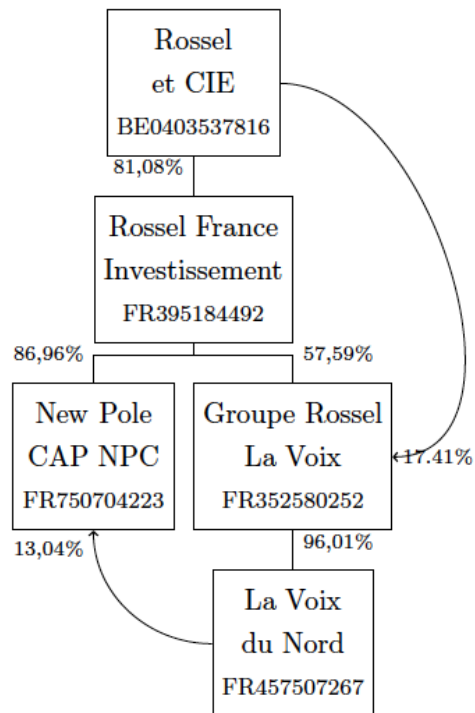 Rossel
et CIE
BE0403537816
81,08%
Rossel France
Investissement
FR395184492
86,96%
57,59%
New Pole
CAP NPC
FR750704223
Groupe Rossel
La Voix
FR352580252
17.41%
13,04%
96,01%
La Voix
du Nord
FR457507267